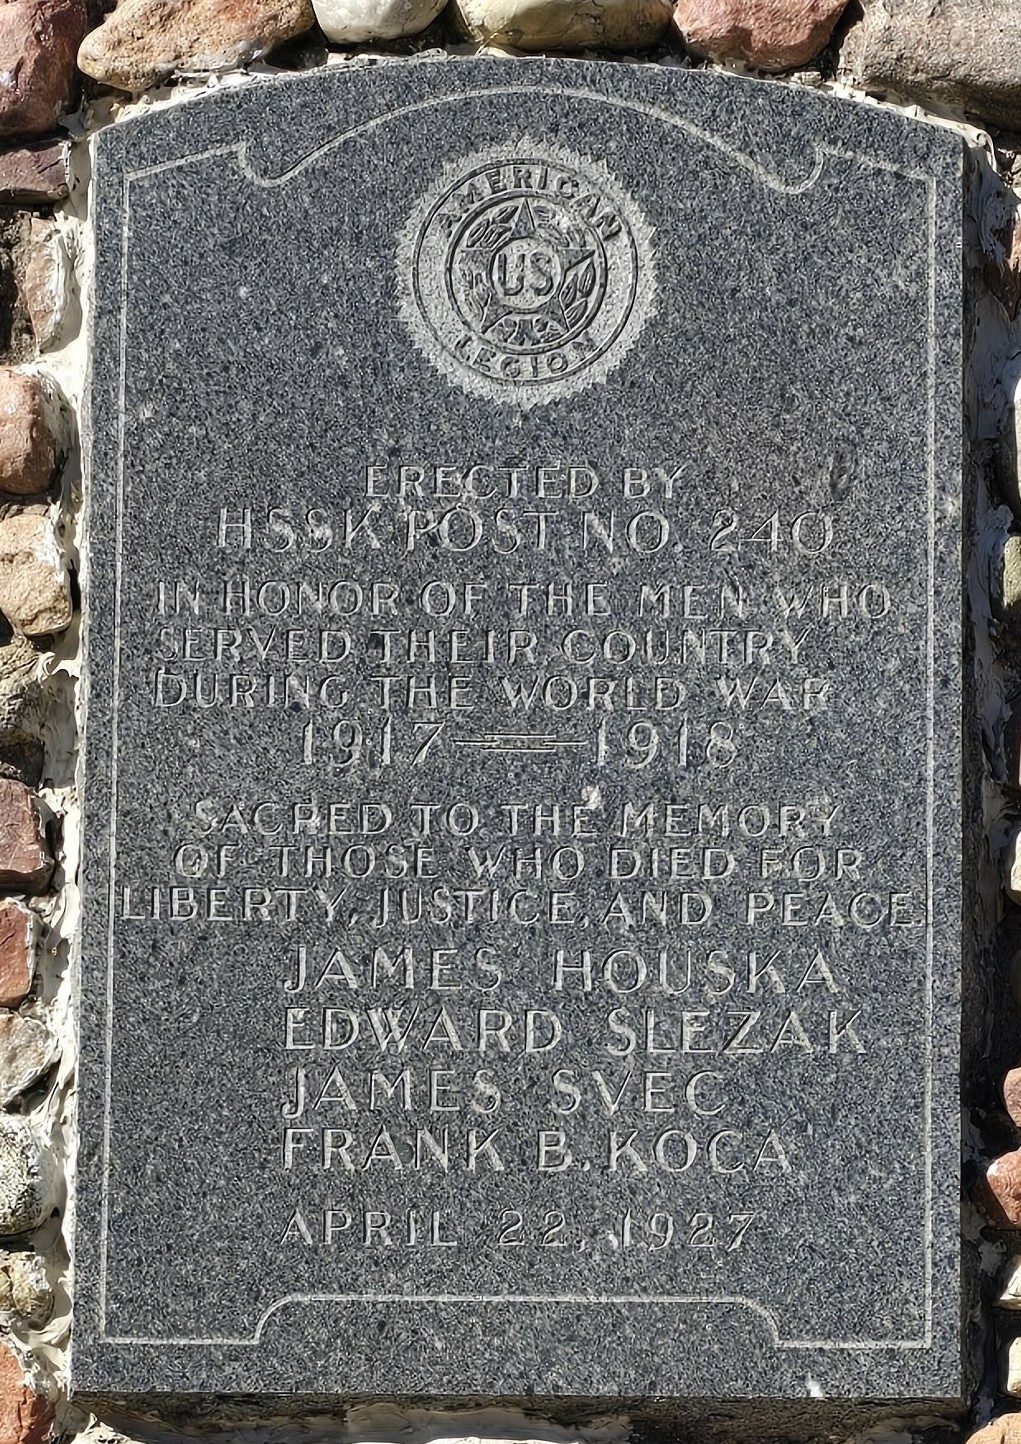 AMERICAN
US
LEGION
ERECTED BY
HSSK POST NO. 240
IN HONOR OF THE MEN WHO
SERVED THEIR COUNTRY
DURING THE WORLD WAR
1917 — 1918
SACRED TO THE MEMORY
OF THOSE WHO DIED FOR
LIBERTY, JUSTICE, AND PEACE
JAMES HOUSKA
EDWARD SLEZAK
JAMES SVEC
FRANK B. KOCA
APRIL 22, 1927